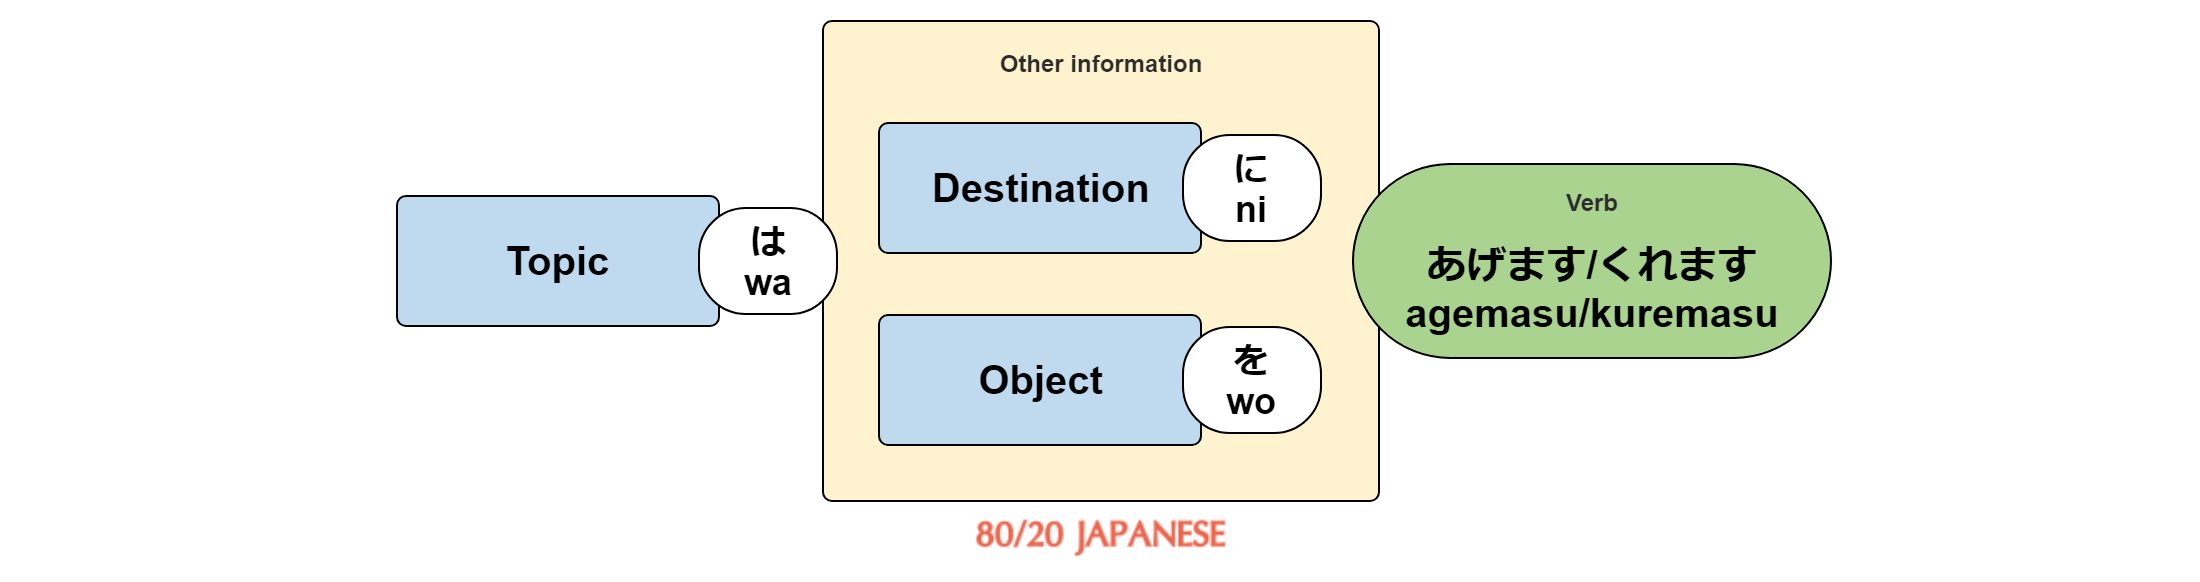 Other information
Topic
は
wa
Destination
に
ni
Object
を
wo
Verb
あげます/くれます
agemasu/kuremasu
80/20 JAPANESE